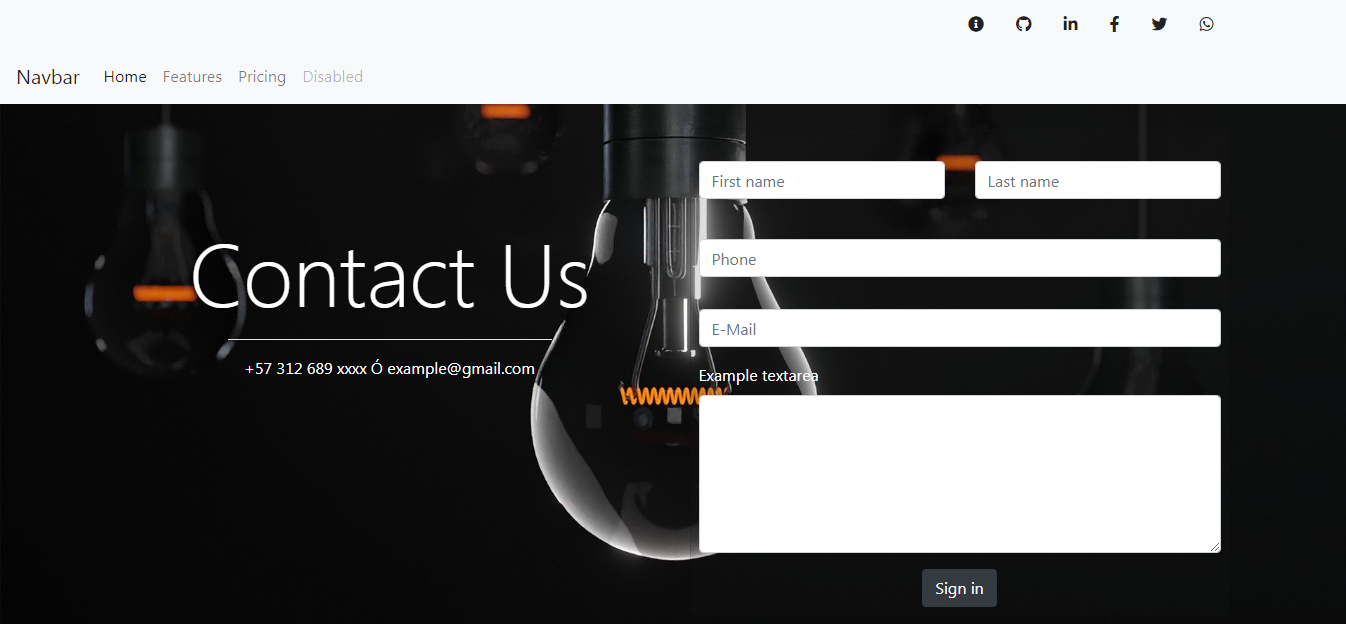 Navbar Home Features Pricing Disabled
Contact Us
+57 312 689 xxxx Ó example@gmail.com
First name Last name
Phone
E-Mail
Example textarea
Sign in